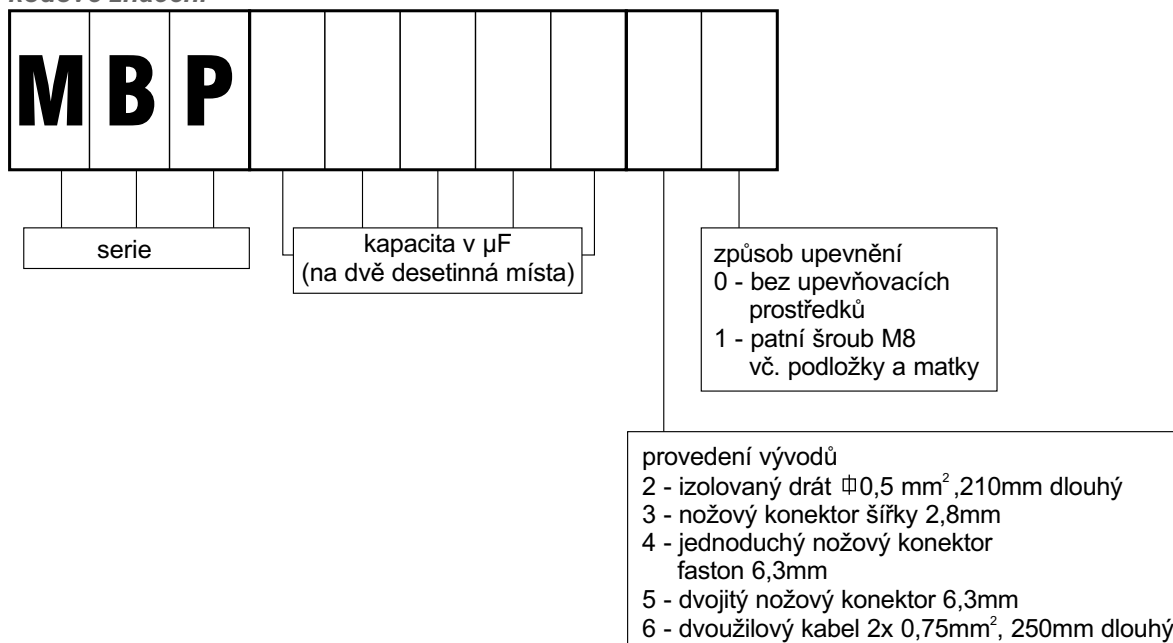 MBP
serie
kapacita v µF
(na dvě desetinná místa)
způsob upevnění
0 - bez upevňovacích
prostředků
1 - patní šroub M8
vč. podložky a matky
provedení vývodů
2 - izolovaný drát ⏀0,5 mm²,210mm dlouhý
3 - nožový konektor šířky 2,8mm
4 - jednoduchý nožový konektor
faston 6,3mm
5 - dvojitý nožový konektor 6,3mm
6 - dvoužilový kabel 2x 0,75mm², 250mm dlouhý